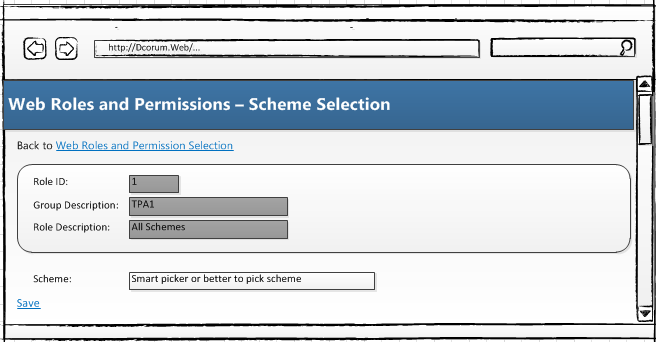 http://Dcorum.Web/...
Web Roles and Permissions – Scheme Selection
Back to Web Roles and Permission Selection
Role ID: 1
Group Description: TPA1
Role Description: All Schemes
Scheme: Smart picker or better to pick scheme
Save